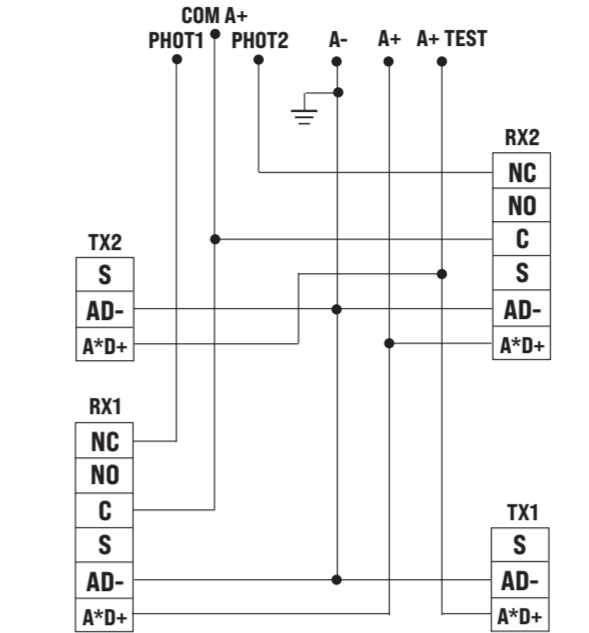 COM A+
PHOT1 PHOT2 A- A+ A+ TEST
RX2
NC
NO
C
S
AD-
A*D+
TX2
S
AD-
A*D+
RX1
NC
NO
C
S
AD-
A*D+
TX1
S
AD-
A*D+